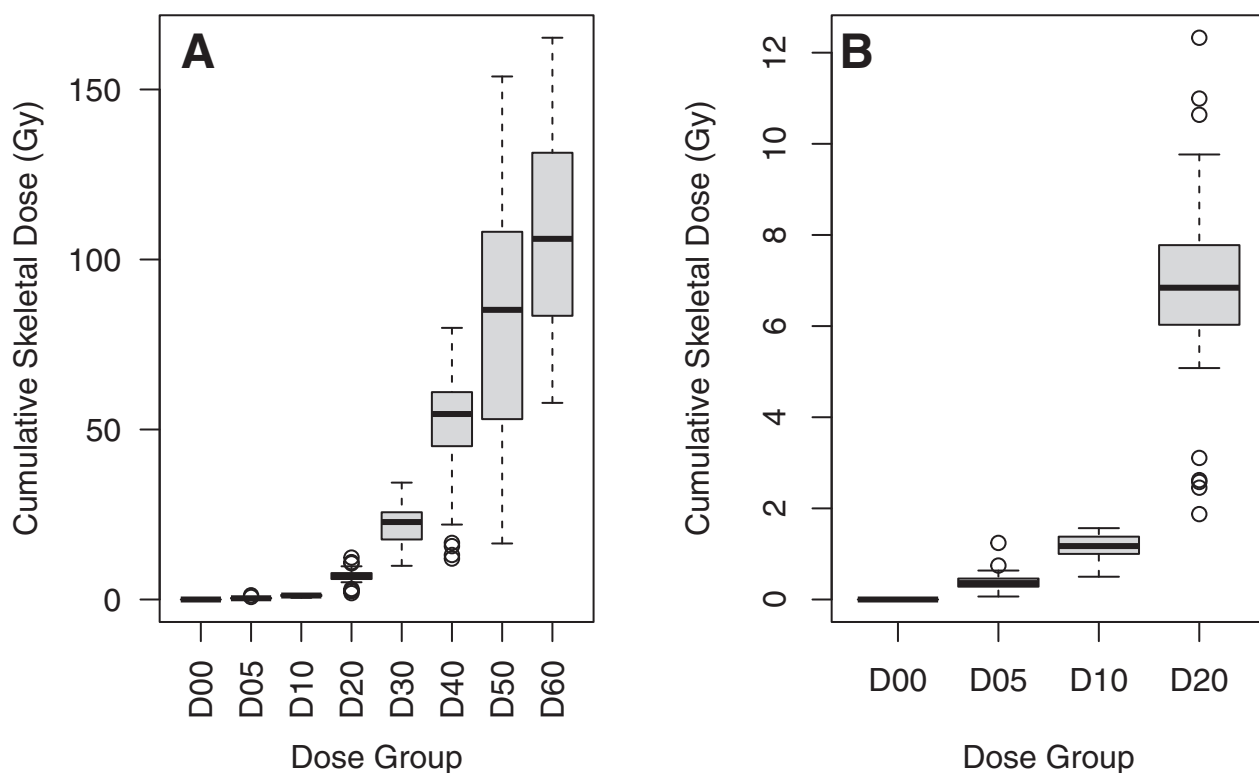 A
Cumulative Skeletal Dose (Gy)
150
100
50
0
D00
D05
D10
D20
D30
D40
D50
D60
Dose Group
B
Cumulative Skeletal Dose (Gy)
12
10
8
6
4
2
0
D00 D05 D10 D20
Dose Group